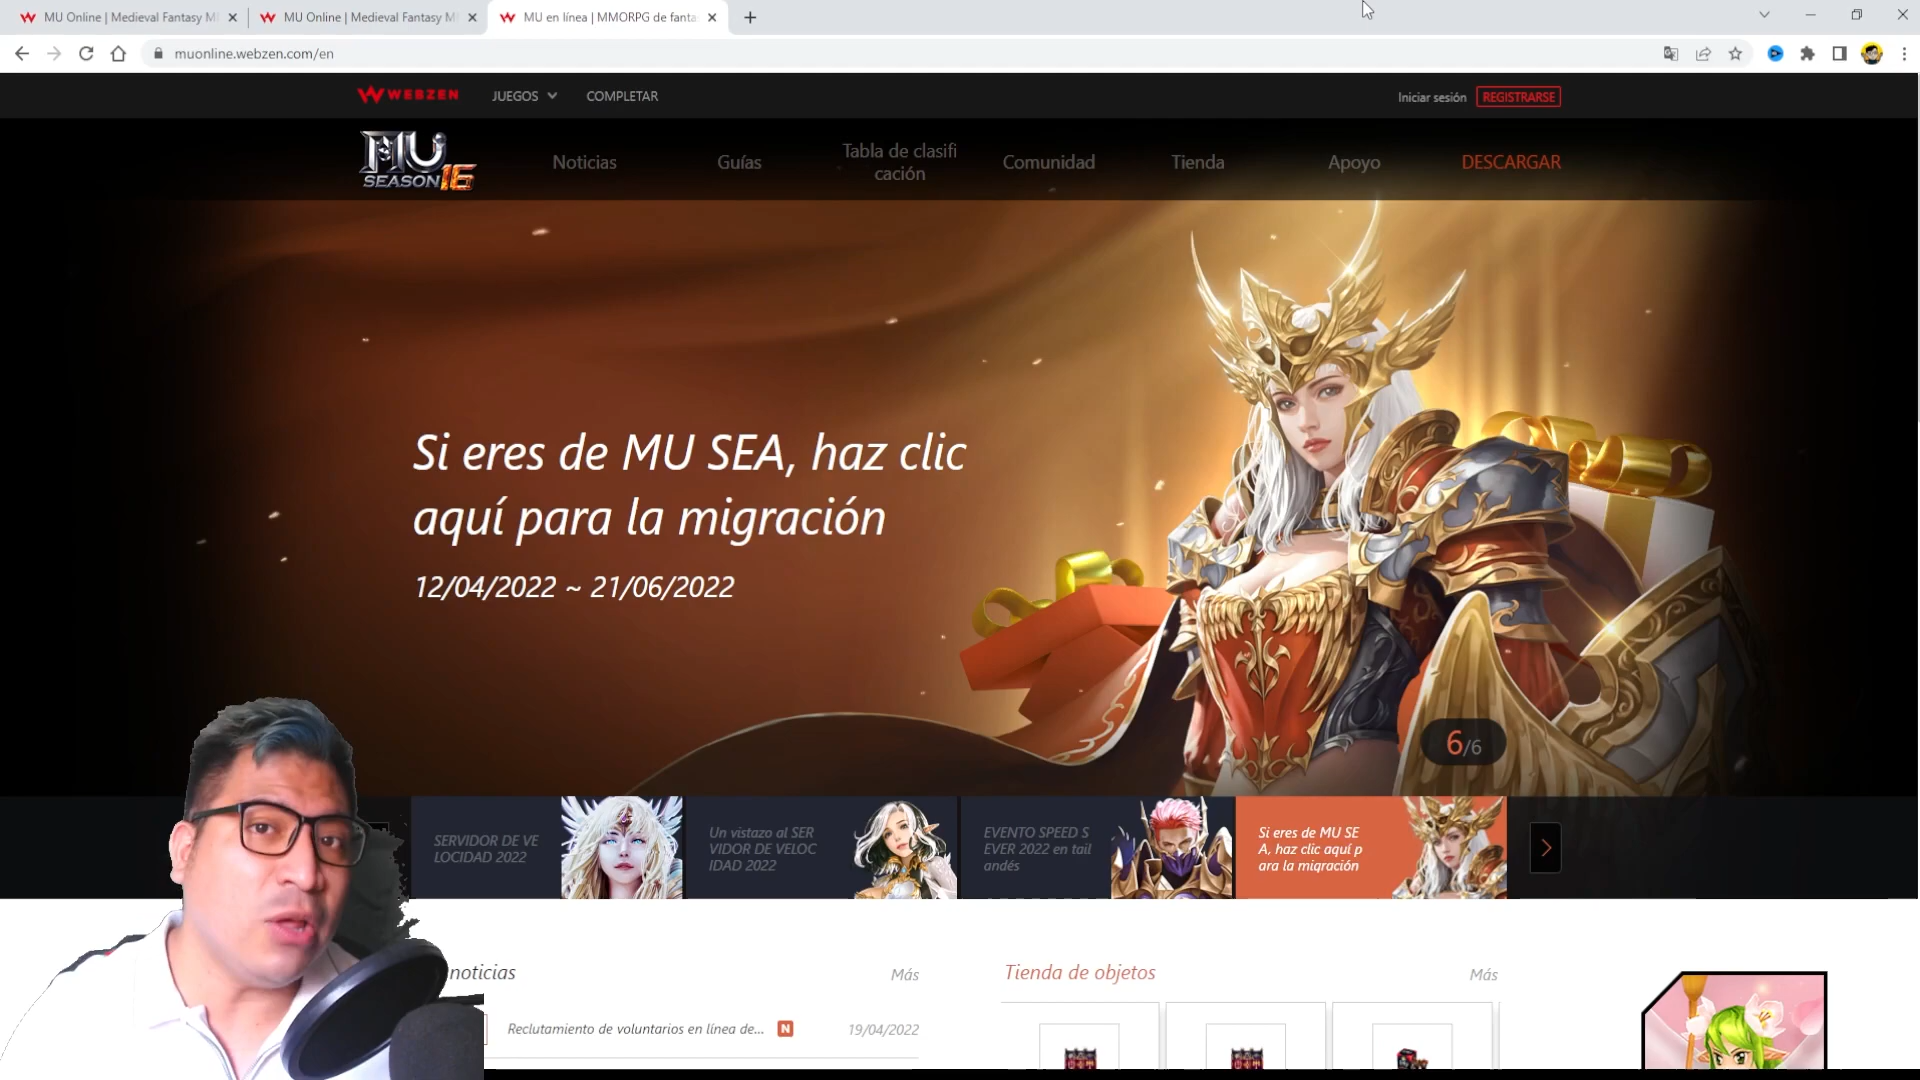 MU Online | Medieval Fantasy M
MU Online | Medieval Fantasy M
MU en línea | MMORPG de fanta
muonline.webzen.com/en
WEBZEN
JUEGOS
COMPLETAR
Iniciar sesión
REGISTRARSE
MU
SEASON16
Noticias
Guías
Tabla de clasifi
cación
Comunidad
Tienda
Apoyo
DESCARGAR
Si eres de MU SEA, haz clic
aquí para la migración
12/04/2022 ~ 21/06/2022
6/6
SERVIDOR DE VE
LOCIDAD 2022
Un vistazo al SER
VIDOR DE VELOC
IDAD 2022
EVENTO SPEED S
EVER 2022 en tail
andés
Si eres de MU SE
A, haz clic aquí p
ara la migración
noticias
Más
Reclutamiento de voluntarios en línea de...
N
19/04/2022
Tienda de objetos
Más